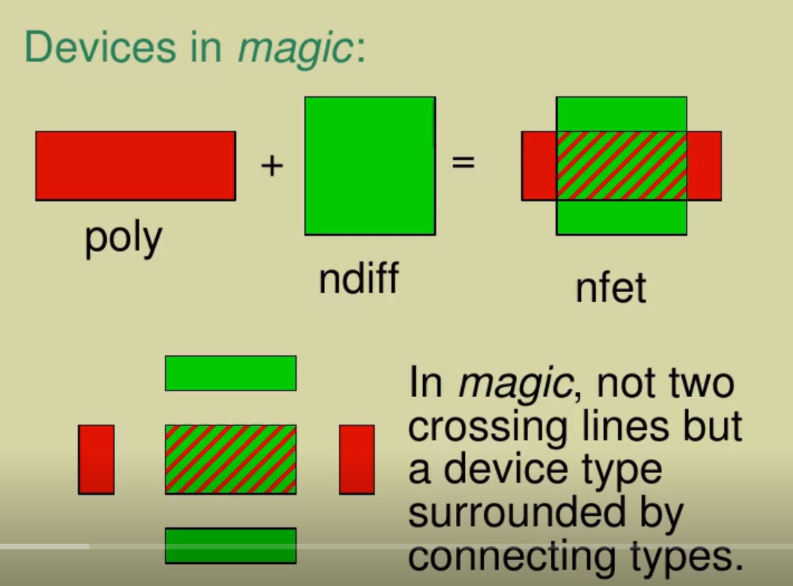 Devices in magic:
+
=
poly
ndiff
nfet
In magic, not two
crossing lines but
a device type
surrounded by
connecting types.